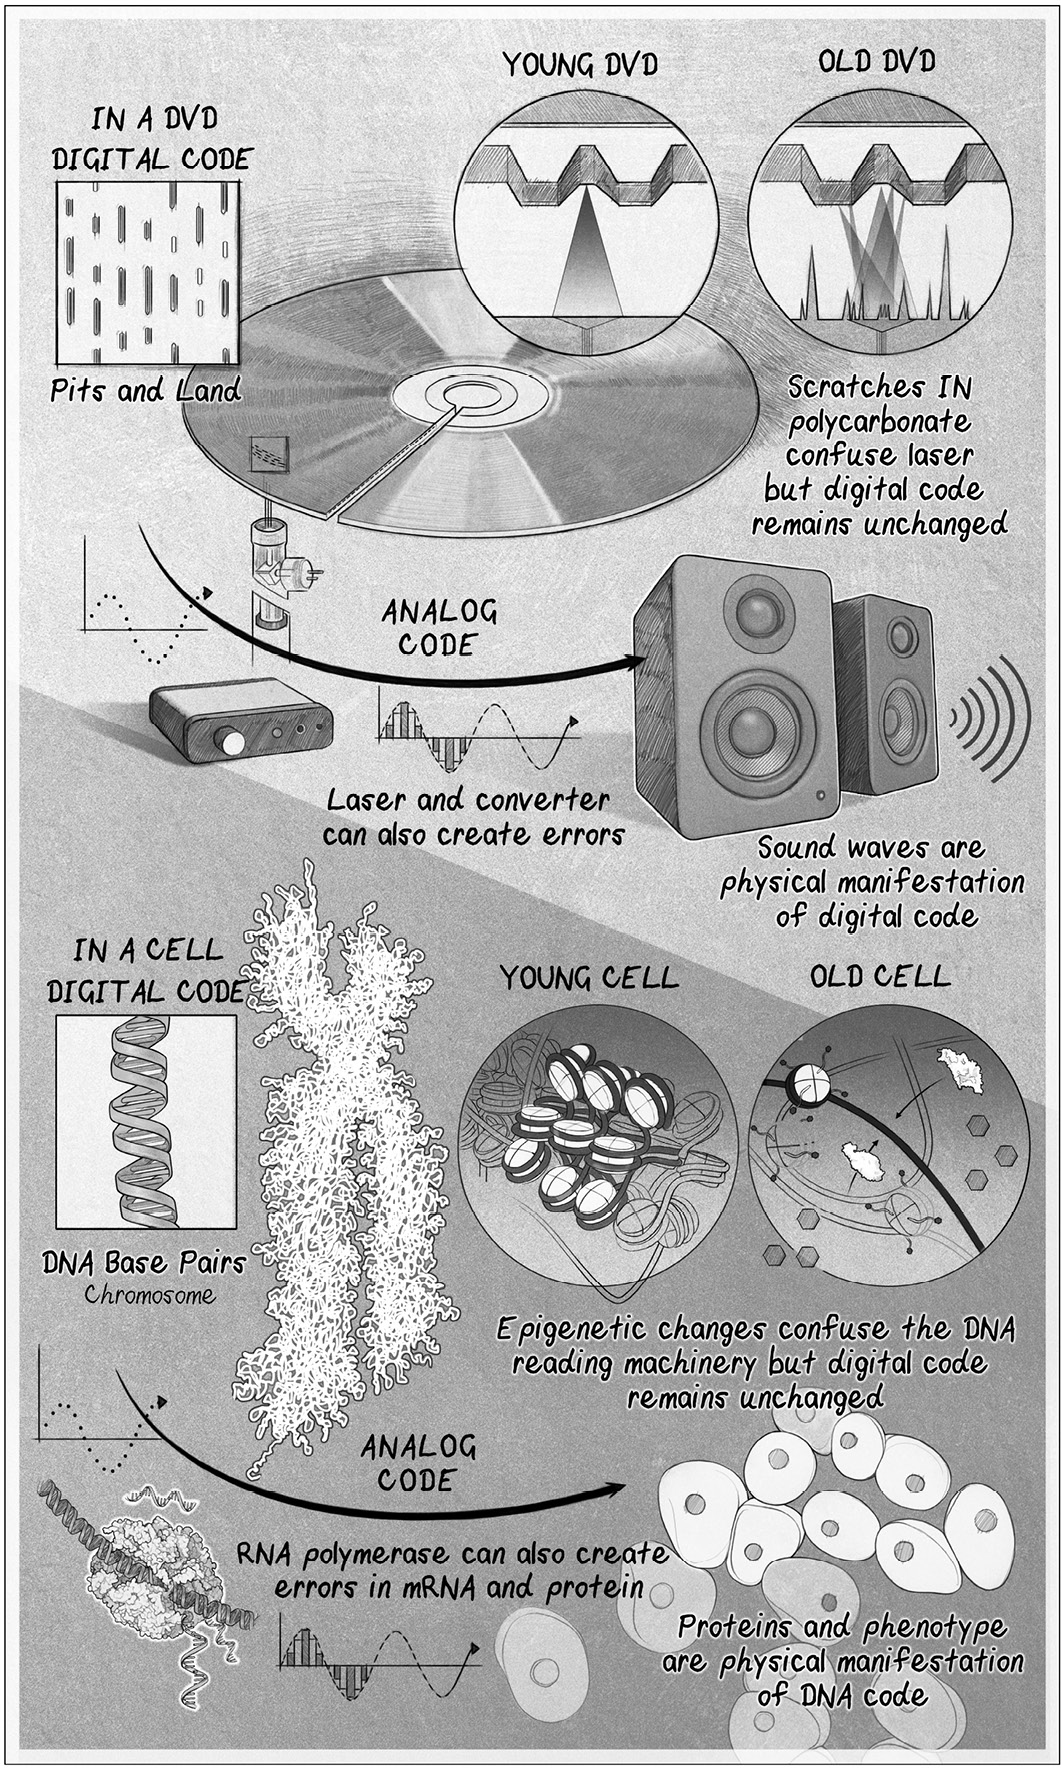 YOUNG DVD
OLD DVD
IN A DVD
DIGITAL CODE
Pits and Land
Scratches IN
polycarbonate
confuse laser
but digital code
remains unchanged
ANALOG
CODE
Laser and converter
can also create errors
Sound waves are
physical manifestation
of digital code
IN A CELL
DIGITAL CODE
YOUNG CELL
OLD CELL
DNA Base Pairs
Chromosome
Epigenetic changes confuse the DNA
reading machinery but digital code
remains unchanged
ANALOG
CODE
RNA polymerase can also create
errors in mRNA and protein
Proteins and phenotype
are physical manifestation
of DNA code